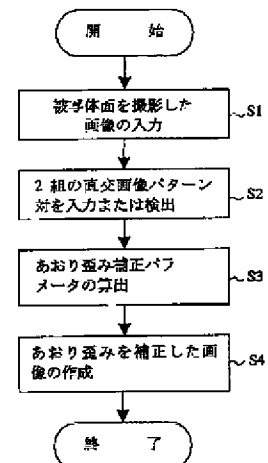 開始
被写体面を撮影した
画像の入力
S1
2組の直交画像パターン
対を入力または検出
S2
あおり歪み補正パラ
メータの算出
S3
あおり歪みを補正した画
像の作成
S4
終了